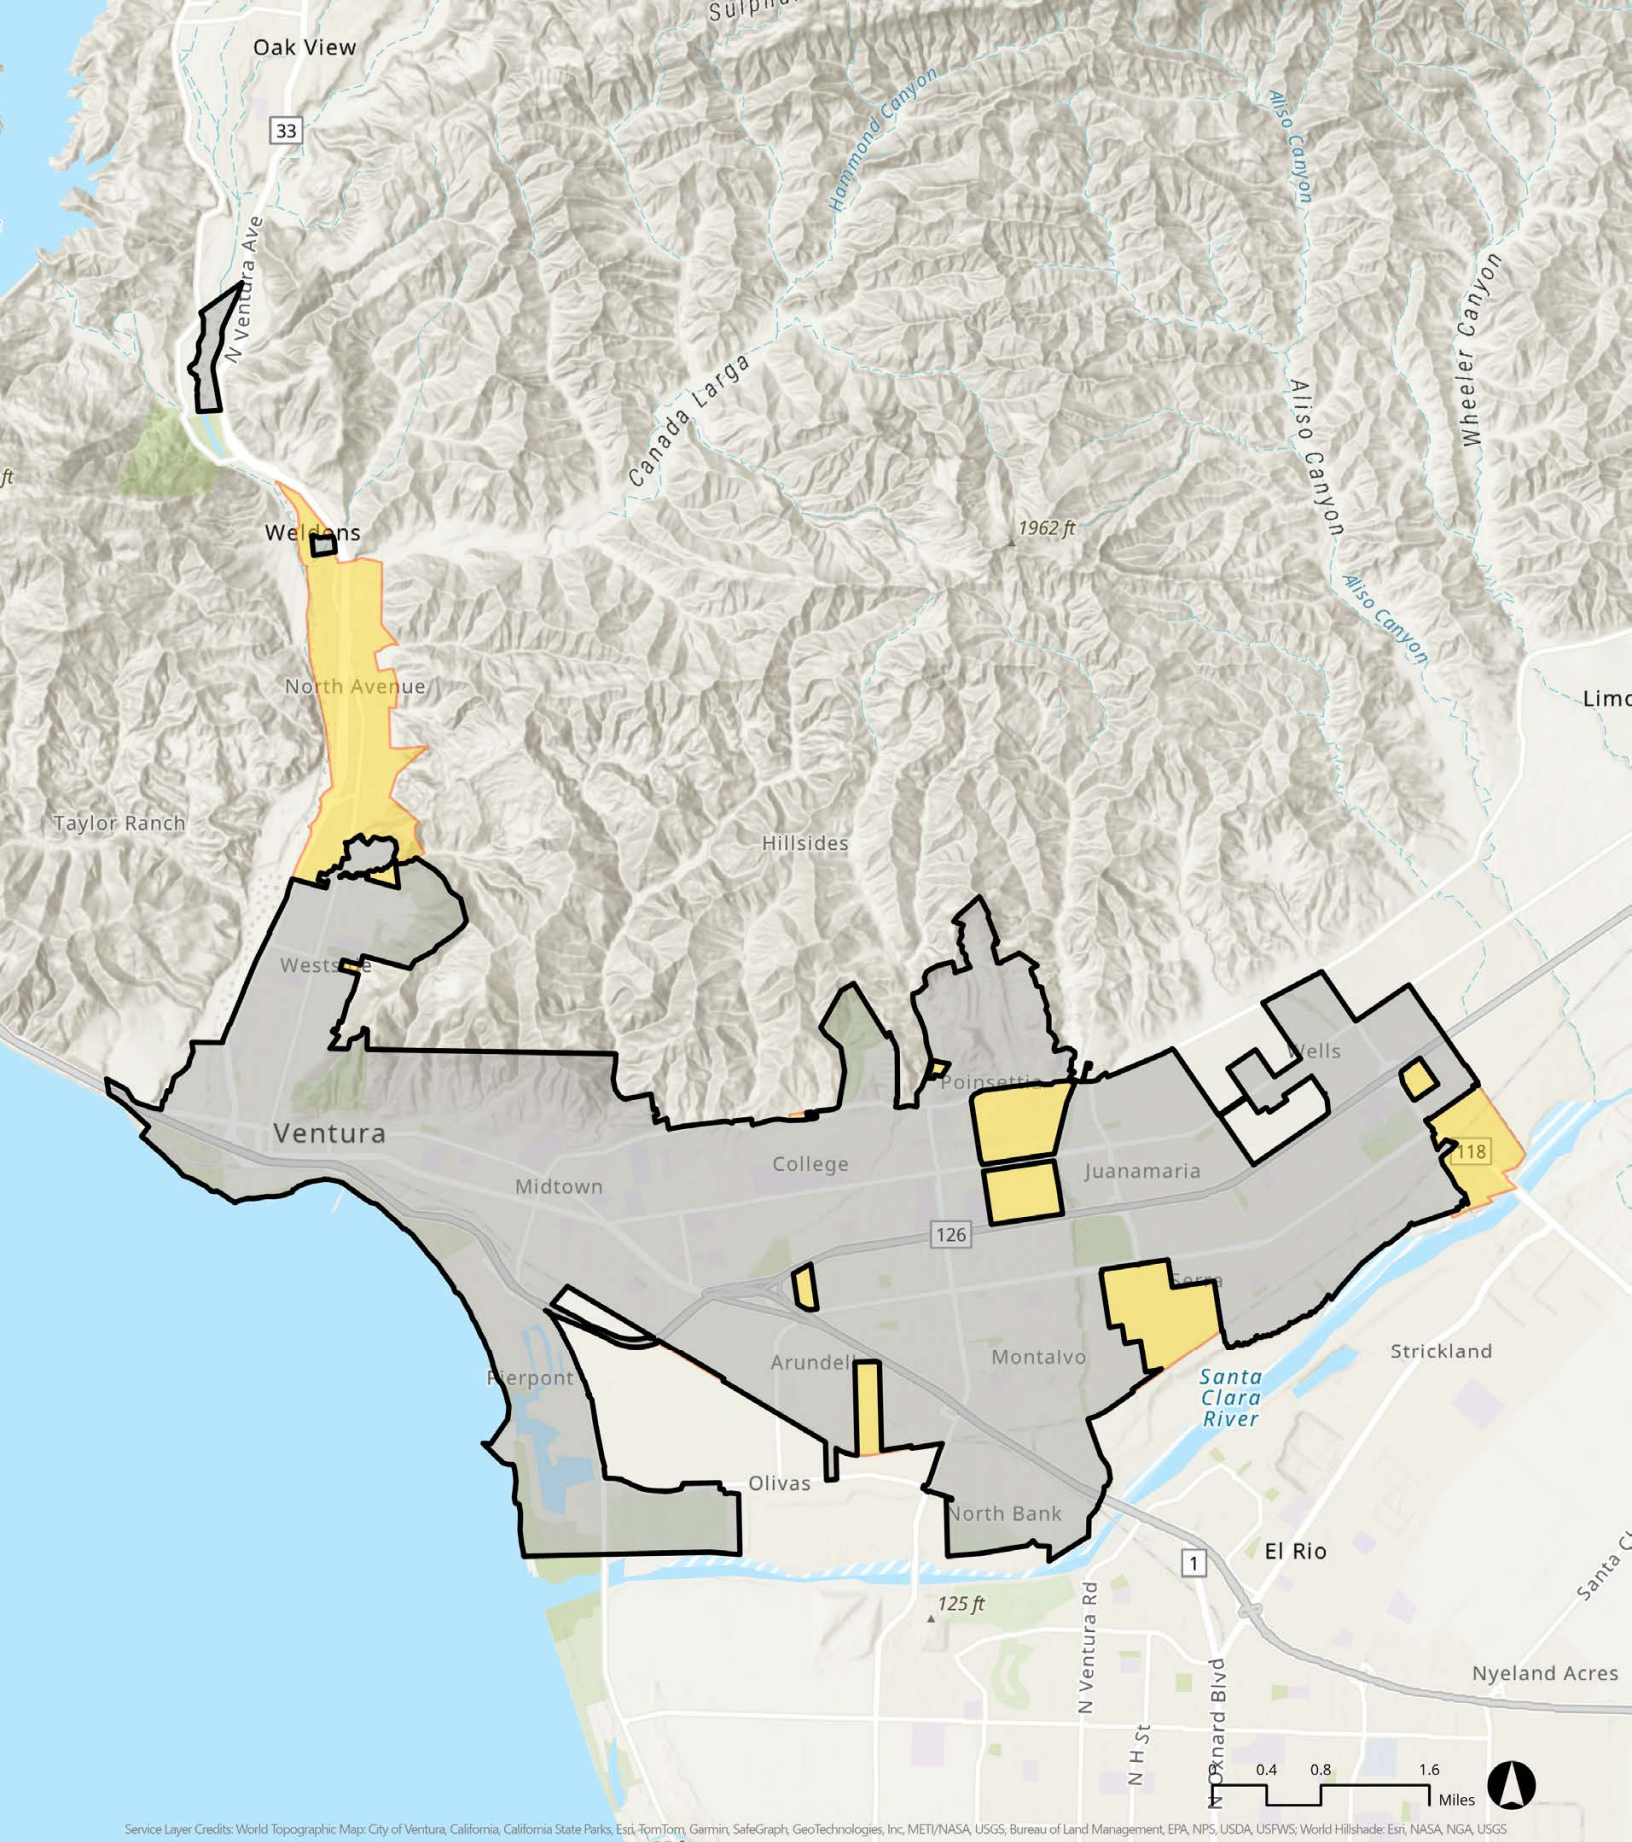 Oak View
33
Hammond Canyon
Aliso Canyon
N Ventura Ave
Wheeler Canyon
Canada Larga
Aliso Canyon
ft
1962 ft
Weldons
Aliso Canyon
North Avenue
Taylor Ranch
Hillsides
Westside
Wells
Poinsettia
Ventura
118
College
Juanamaria
Midtown
126
Serra
Strickland
Montalvo
Arundell
Pierpont
Santa
Clara
River
Olivas
North Bank
El Rio
1
125 ft
N Ventura Rd
Nyeland Acres
N H St
N Oxnard Blvd
0 0.4 0.8 1.6
Miles
Service Layer Credits: World Topographic Map: City of Ventura, California, California State Parks, Esri, TomTom, Garmin, SafeGraph, GeoTechnologies, Inc, METI/NASA, USGS, Bureau of Land Management, EPA, NPS, USDA, USFWS; World Hillshade: Esri, NASA, NGA, USGS